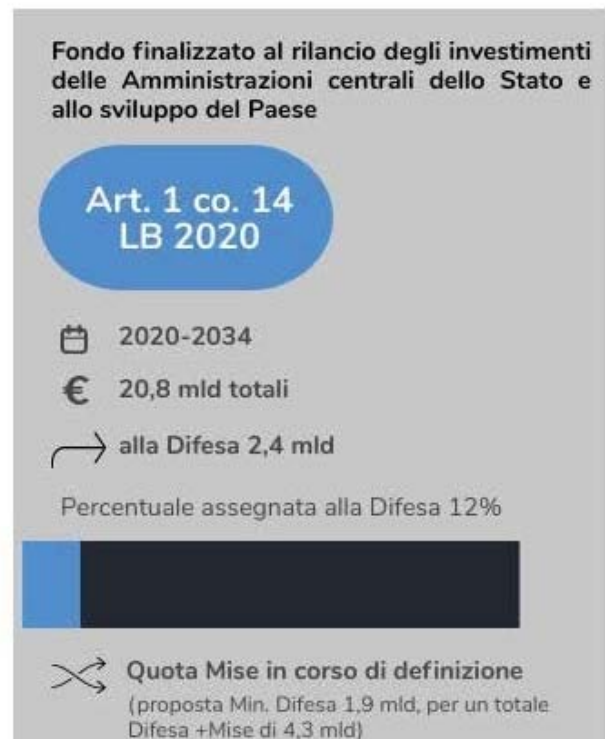 Fondo finalizzato al rilancio degli investimenti
delle Amministrazioni centrali dello Stato e
allo sviluppo del Paese
Art. 1 co. 14
LB 2020
2020-2034
€ 20,8 mld totali
alla Difesa 2,4 mld
Percentuale assegnata alla Difesa 12%
Quota Mise in corso di definizione
(proposta Min. Difesa 1,9 mld, per un totale
Difesa +Mise di 4,3 mld)